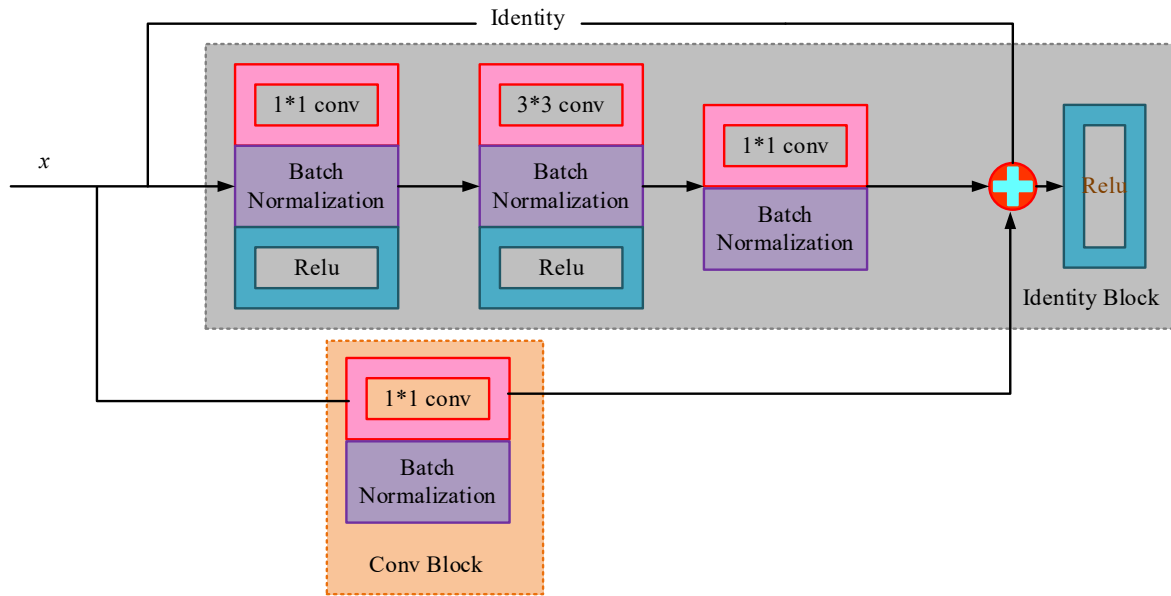 Identity
1*1 conv
Batch
Normalization
Relu
3*3 conv
Batch
Normalization
Relu
1*1 conv
Batch
Normalization
x
Relu
Identity Block
1*1 conv
Batch
Normalization
Conv Block